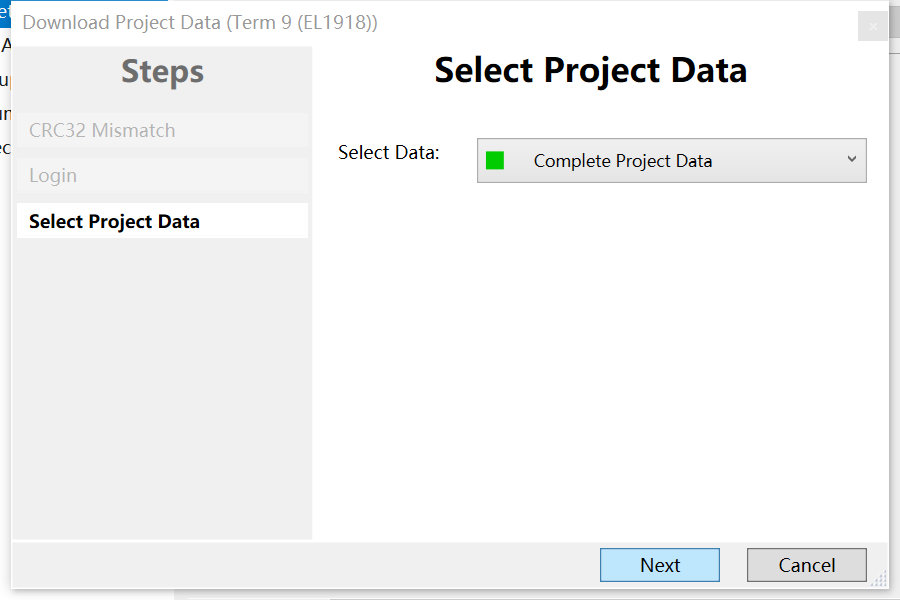 Download Project Data (Term 9 (EL1918))
Steps
CRC32 Mismatch
Login
Select Project Data
Select Project Data
Select Data:
Complete Project Data
Next
Cancel